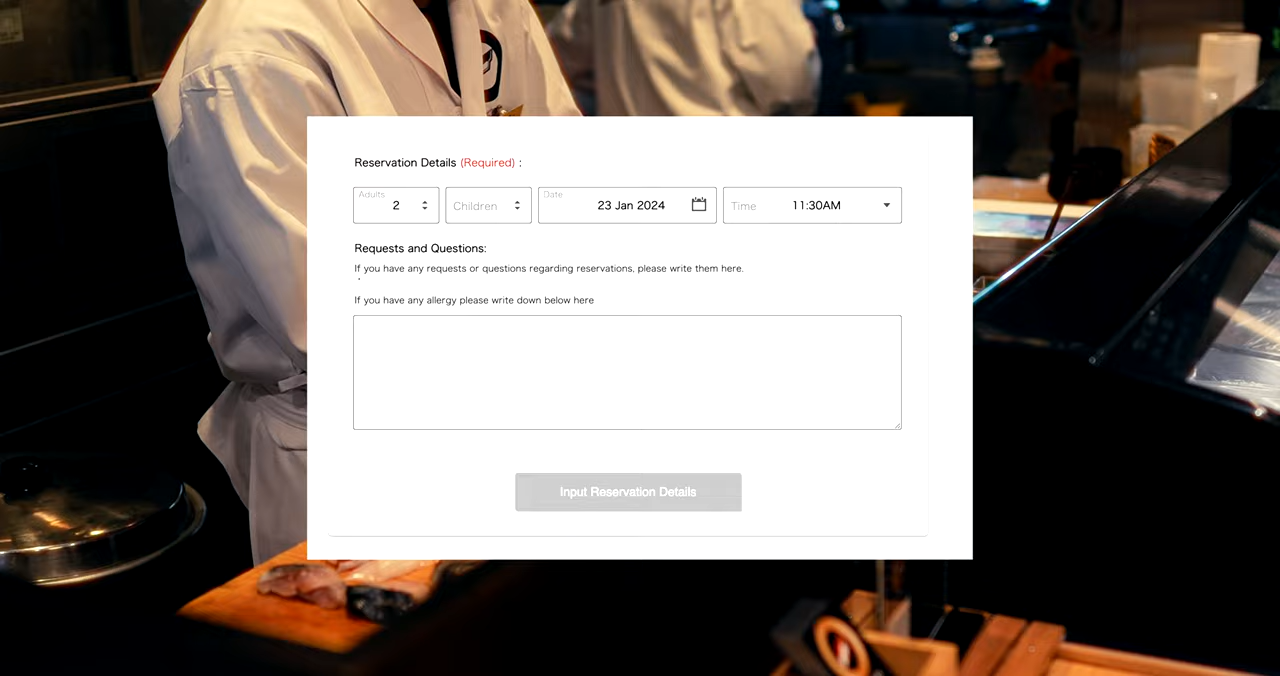 Reservation Details (Required) :
Adults
2
Children
Date
23 Jan 2024
Time
11:30AM
Requests and Questions:
If you have any requests or questions regarding reservations, please write them here.
If you have any allergy please write down below here
Input Reservation Details